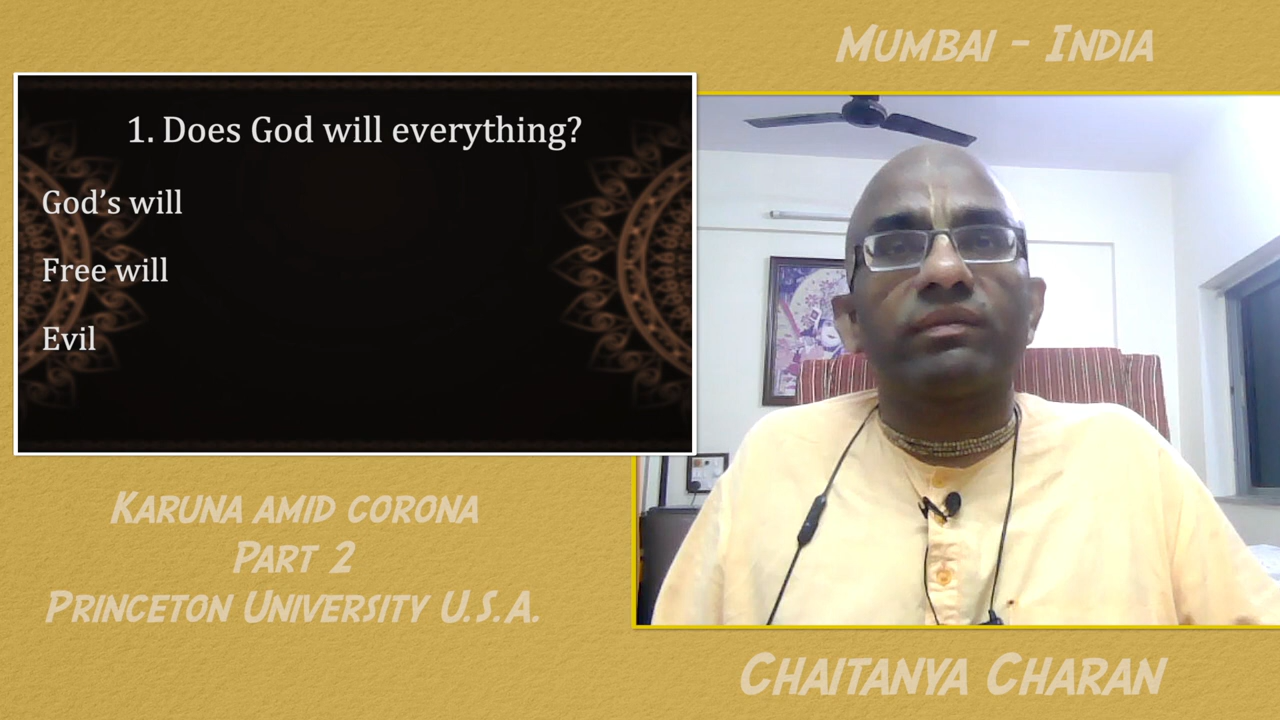 Mumbai - India
1. Does God will everything?
God's will
Free will
Evil
Karuna amid corona
Part 2
Princeton University U.S.A.
Chaitanya Charan